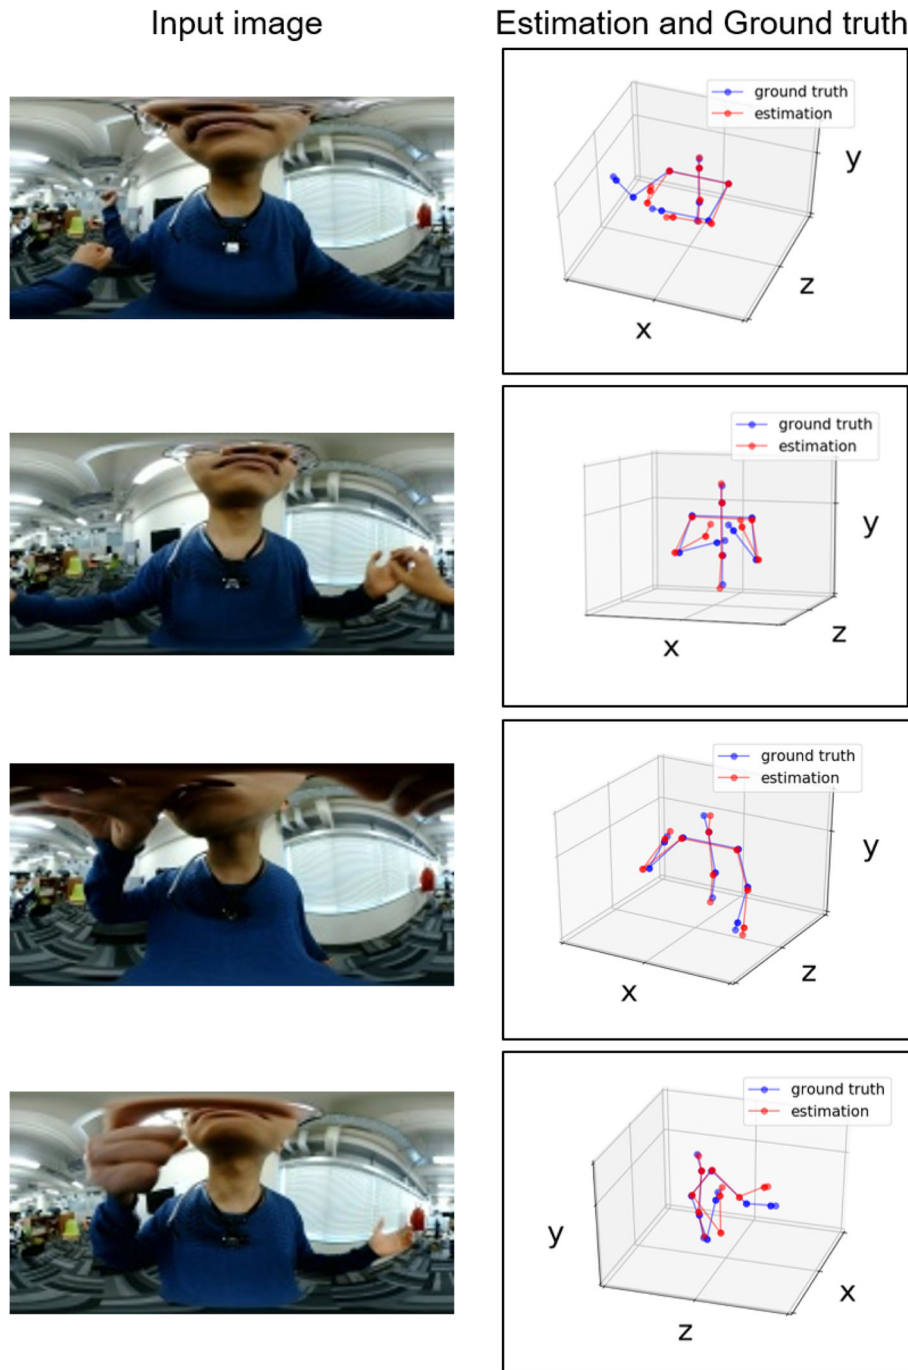 Input image
Estimation and Ground truth
ground truth
estimation
y
z
x
ground truth
estimation
y
z
x
ground truth
estimation
y
z
x
ground truth
estimation
y
x
z